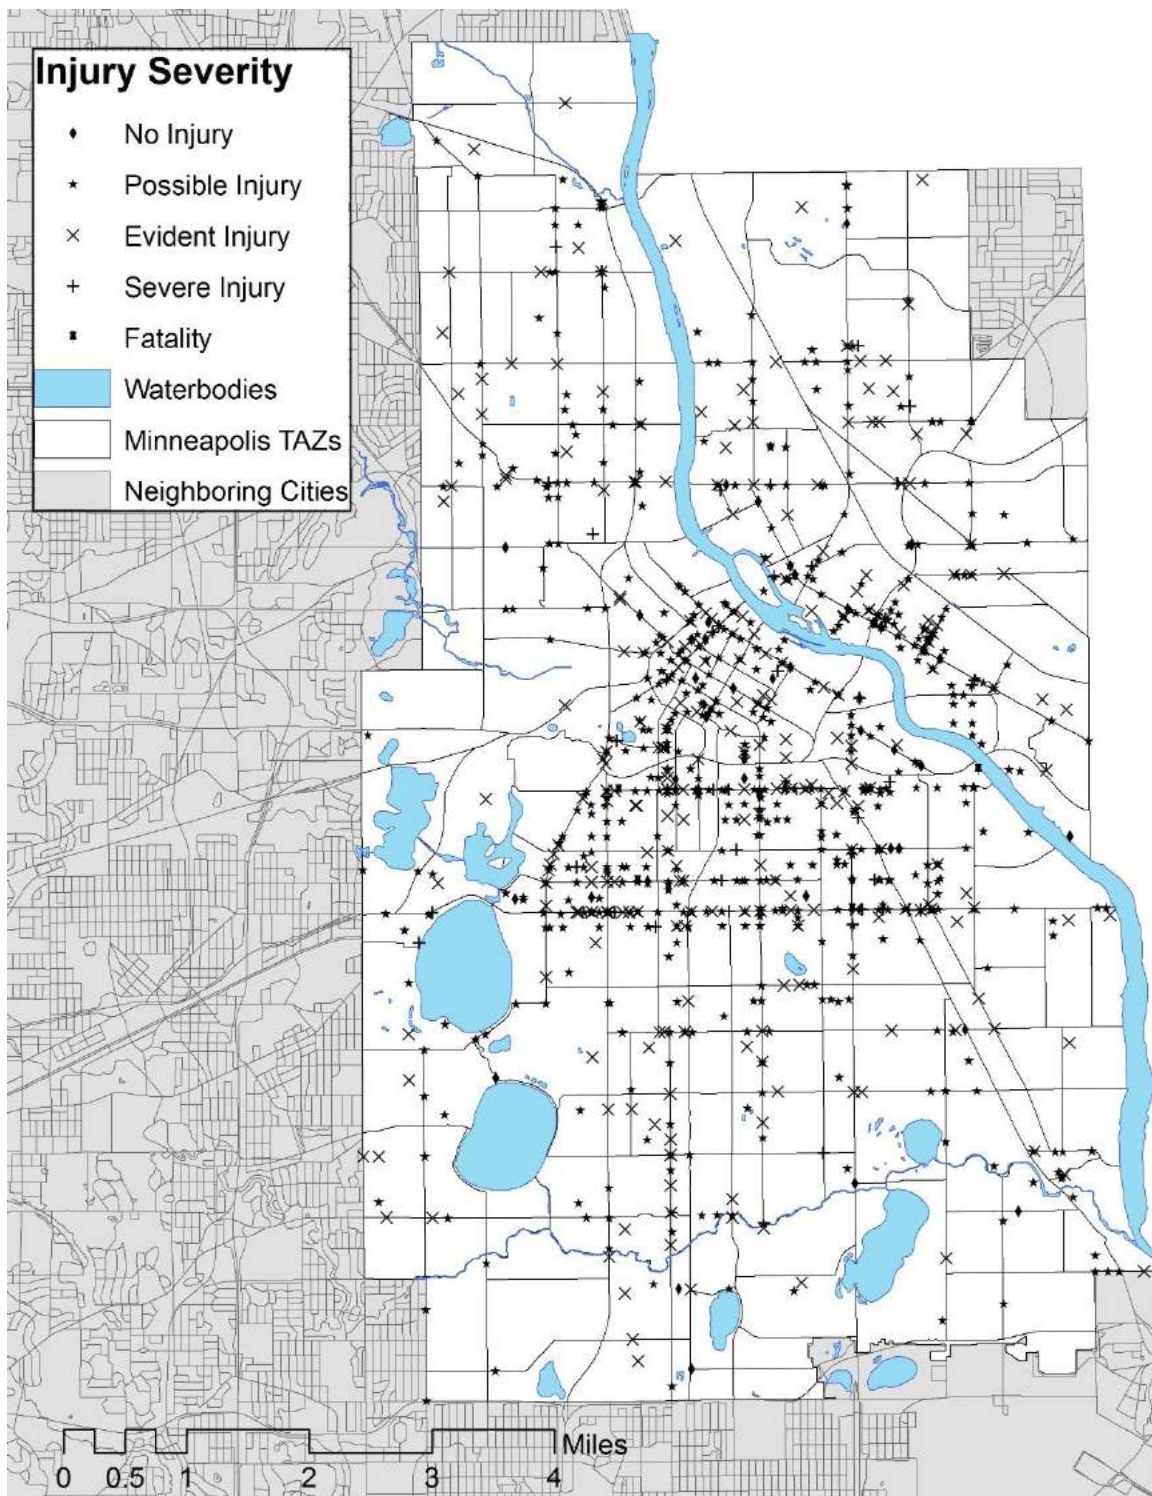 Injury Severity
No Injury
Possible Injury
Evident Injury
Severe Injury
Fatality
Waterbodies
Minneapolis TAZs
Neighboring Cities
Miles
0 0.5 1 2 3 4